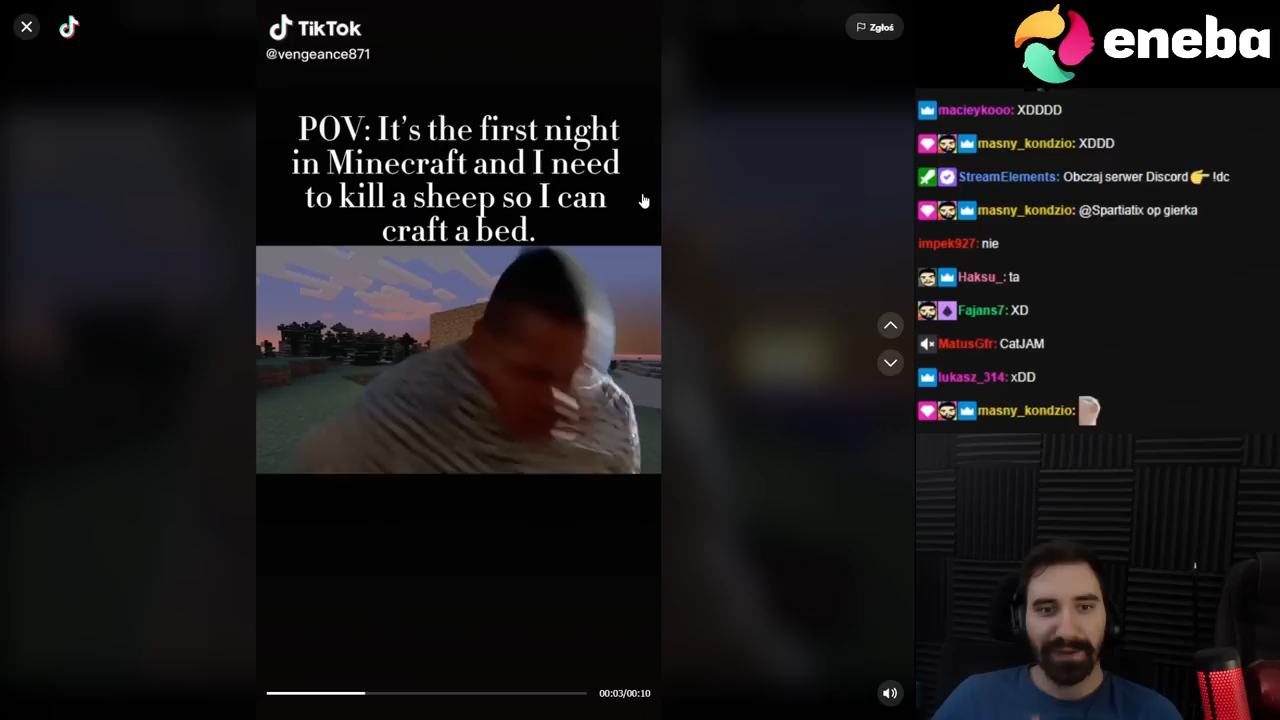 TikTok
@vengeance871
Zgłoś
eneba
POV: It's the first night
in Minecraft and I need
to kill a sheep so I can
craft a bed.
00:03/00:10
macieykooo: XDDDD
masny_kondzio: XDDD
StreamElements: Obczaj serwer Discord 👉 !dc
masny_kondzio: @Spartiatix op gierka
impek927: nie
Haksu_: ta
Fajans7: XD
MatusGfr: CatJAM
lukasz_314: xDD
masny_kondzio: